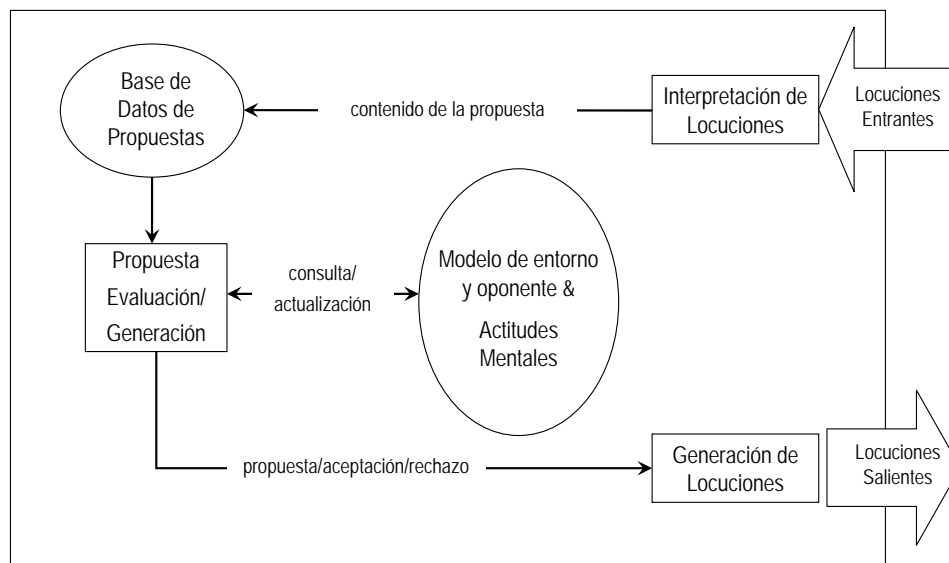 Base de
Datos de
Propuestas
contenido de la propuesta
Interpretación de
Locuciones
Locuciones
Entrantes
Propuesta
Evaluación/
Generación
consulta/
actualización
Modelo de entorno
y oponente &
Actitudes
Mentales
propuesta/aceptación/rechazo
Generación de
Locuciones
Locuciones
Salientes